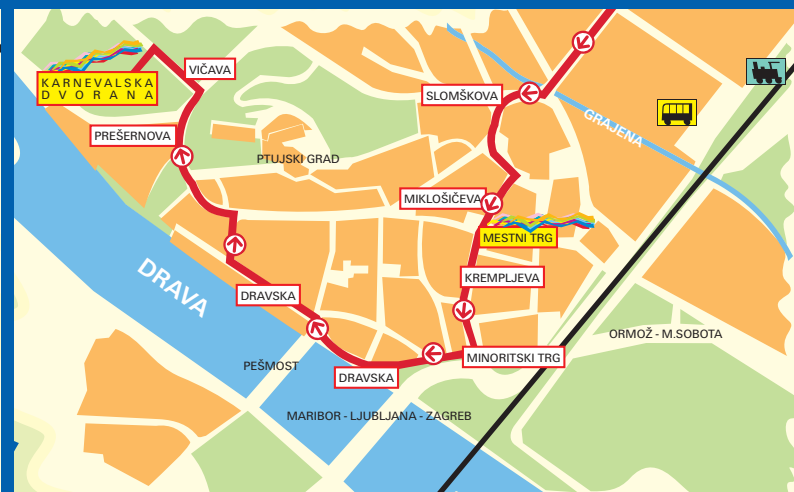 VIČAVA
KARNEVALSKA
DVORANA
SLOMŠKOVA
GRAJENA
PREŠERNOVA
PTUJSKI GRAD
MIKLOŠIČEVA
MESTNI TRG
DRAVA
KREMPLJEVA
DRAVSKA
ORMOŽ - M.SOBOTA
MINORITSKI TRG
PEŠMOST
DRAVSKA
MARIBOR - LJUBLJANA - ZAGREB